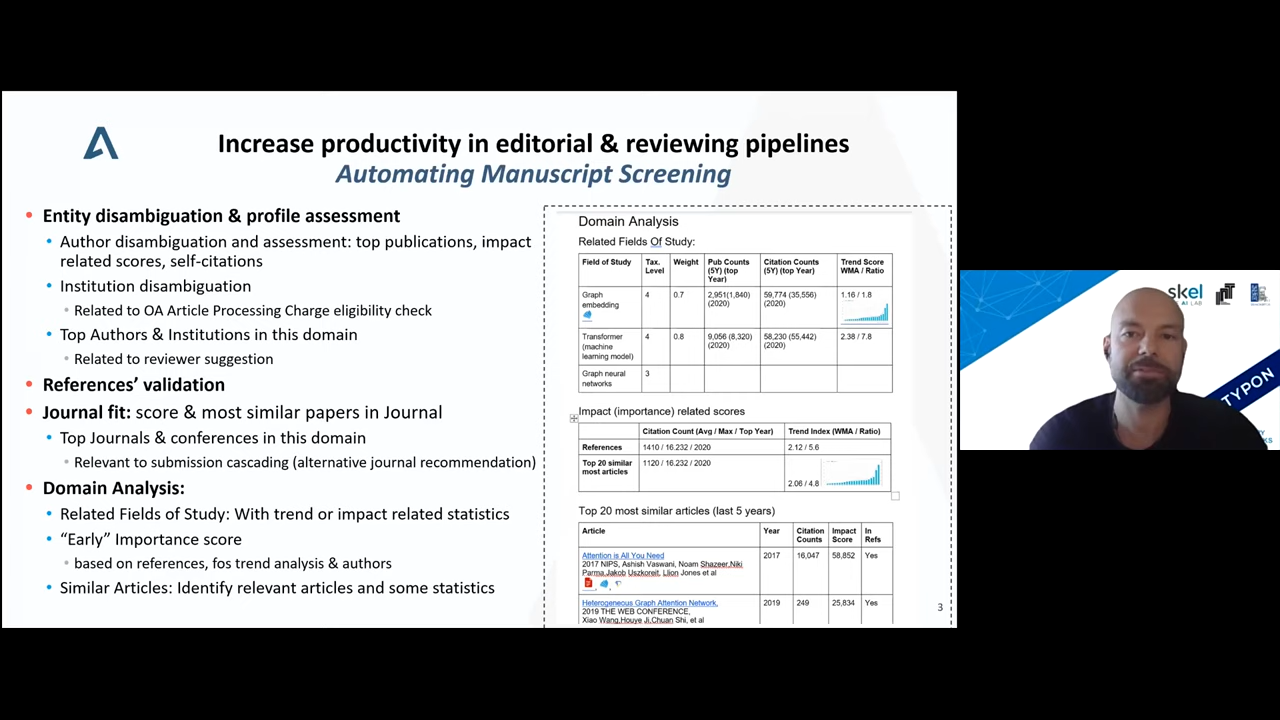 Increase productivity in editorial & reviewing pipelines
Automating Manuscript Screening
• Entity disambiguation & profile assessment
• Author disambiguation and assessment: top publications, impact
related scores, self-citations
• Institution disambiguation
• Related to OA Article Processing Charge eligibility check
• Top Authors & Institutions in this domain
• Related to reviewer suggestion
• References’ validation
• Journal fit: score & most similar papers in Journal
• Top Journals & conferences in this domain
• Relevant to submission cascading (alternative journal recommendation)
• Domain Analysis:
• Related Fields of Study: With trend or impact related statistics
• “Early” Importance score
• based on references, fos trend analysis & authors
• Similar Articles: Identify relevant articles and some statistics
Domain Analysis
Related Fields Of Study:
Field of Study Tax. Level Weight Pub Counts (5Y) (top Year) Citation Counts (5Y) (top Year) Trend Score WMA / Ratio
Graph embedding 4 0.7 2,951(1,840) (2020) 59,774 (35,556) (2020) 1.16 / 1.8
Transformer (machine learning model) 4 0.8 9,056 (8,320) (2020) 58,230 (55,442) (2020) 2.38 / 7.8
Graph neural networks 3
Impact (importance) related scores
Citation Count (Avg / Max / Top Year) Trend Index (WMA / Ratio)
References 1410 / 16.232 / 2020 2.12 / 5.6
Top 20 similar most articles 1120 / 16.232 / 2020 2.06 / 4.8
Top 20 most similar articles (last 5 years)
Article Year Citation Counts Impact Score In Refs
Attention is All You Need 2017 16,047 58,852 Yes
2017 NIPS, Ashish Vaswani, Noam Shazeer,Niki
Parma,Jakob Uszkoreit, Llion Jones et al
Heterogeneous Graph Attention Network, 2019 249 25,834 Yes
2019 THE WEB CONFERENCE,
Xiao Wang,Houye Ji,Chuan Shi, et al
3
skel
AI LAB
TYPON